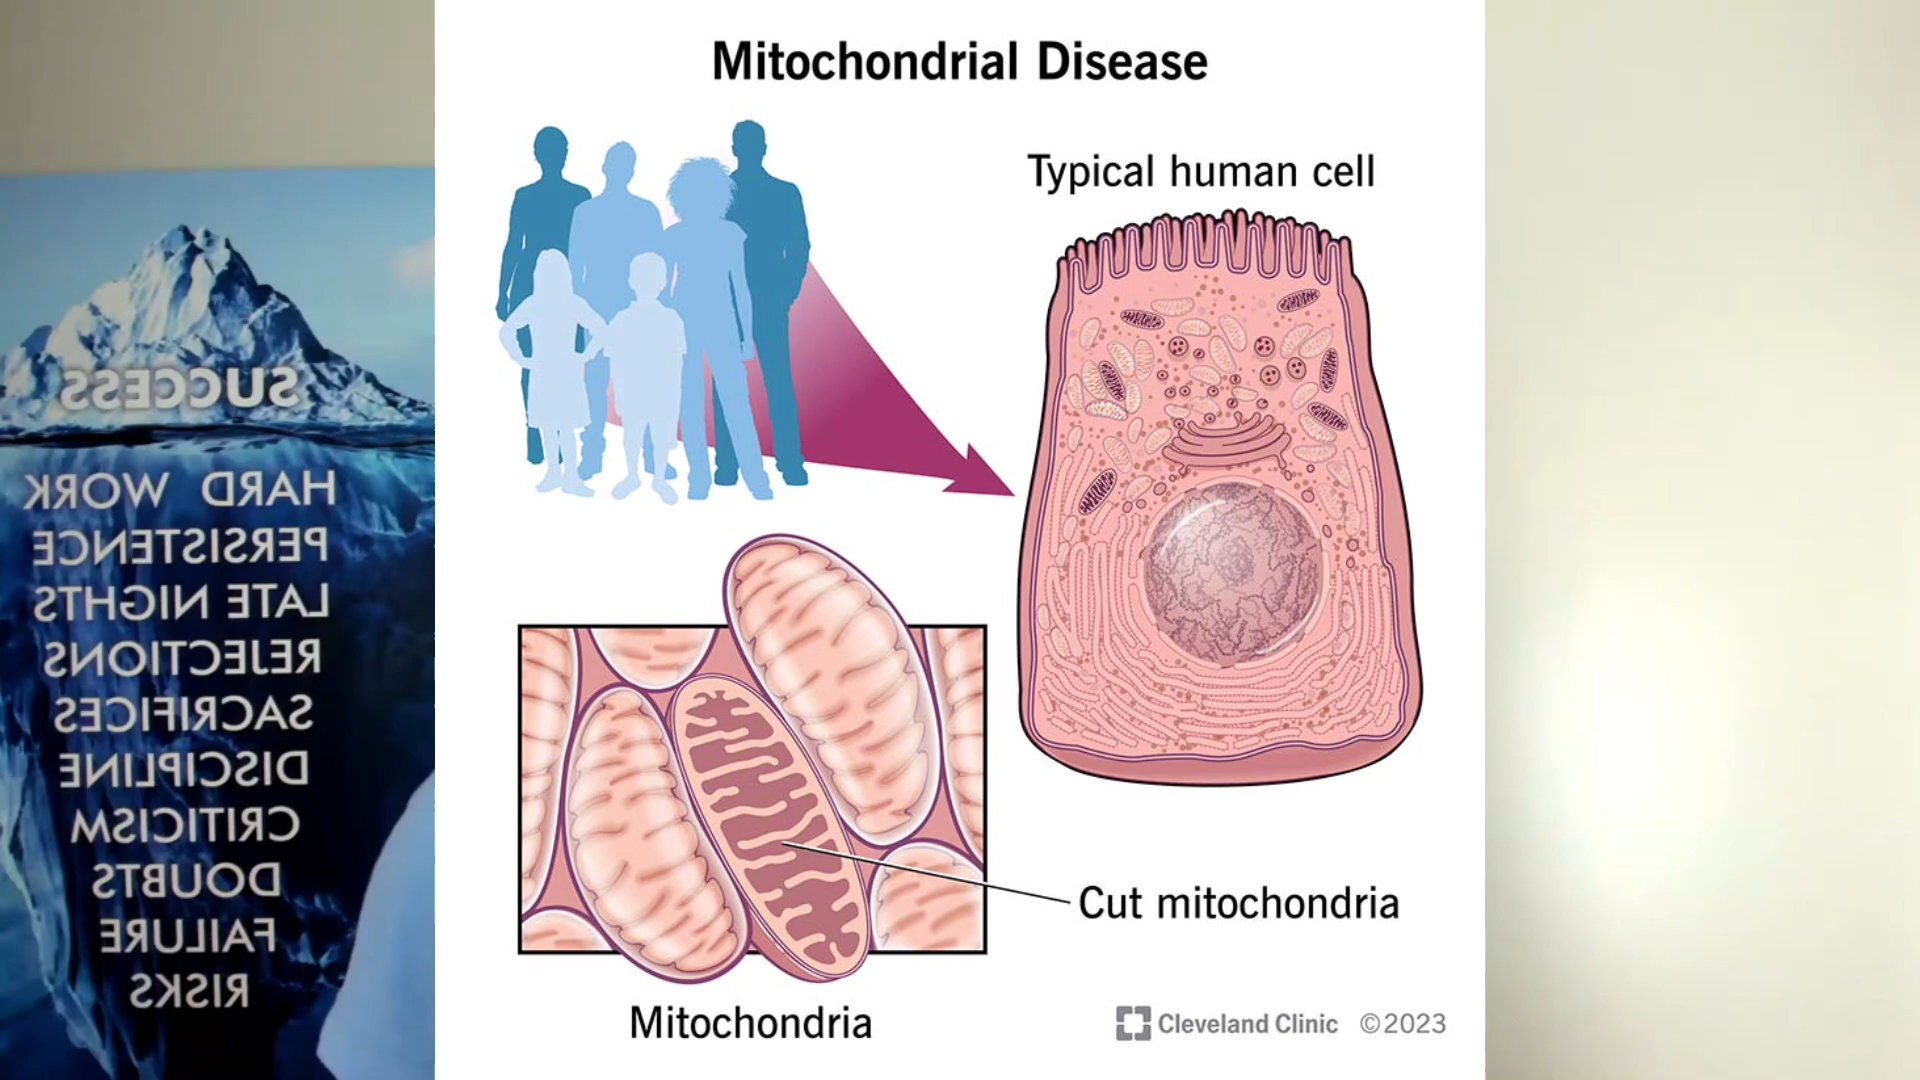 Mitochondrial Disease
Typical human cell
Cut mitochondria
Mitochondria
Cleveland Clinic ©2023
SUCCESS
HARD WORK
PERSISTENCE
LATE NIGHTS
REJECTIONS
SACRIFICES
DISCIPLINE
CRITICISM
DOUBTS
FAILURE
RISKS